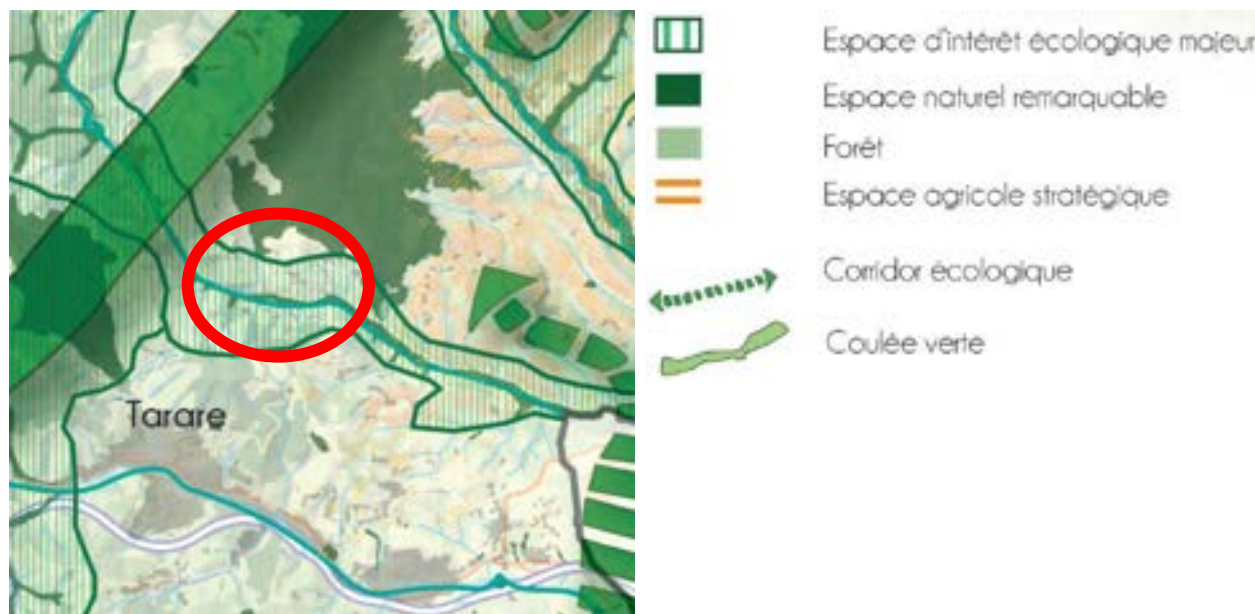 Tarare
Espace d'intérêt écologique majeur
Espace naturel remarquable
Forêt
Espace agricole stratégique
Corridor écologique
Coulée verte